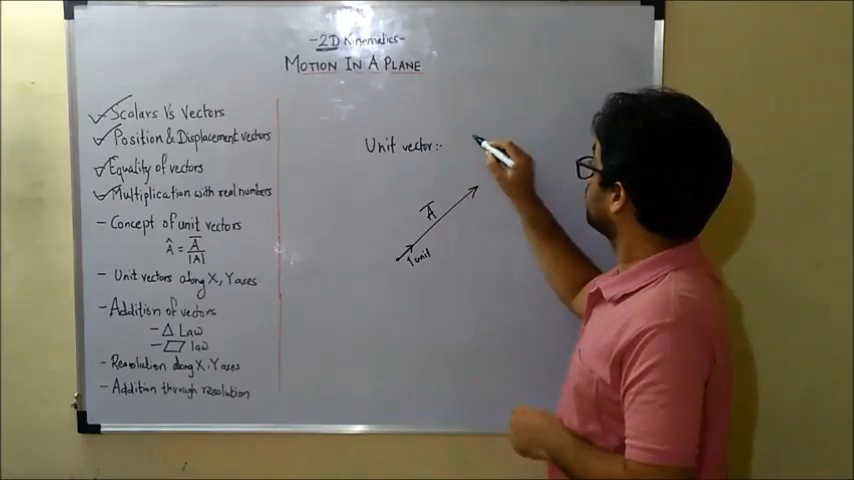 -2D Kinematics-
MOTION IN A PLANE
Scalars Vs Vectors
Position & Displacement vectors
Equality of vectors
Multiplication with real numbers
- Concept of unit vectors
Â = A̅ / |A̅|
- Unit vectors along X, Y axes
- Addition of vectors
- △ Law
- ▱ law
- Resolution along X, Y axes
- Addition through resolution
Unit vector:-
A̅
1 unit